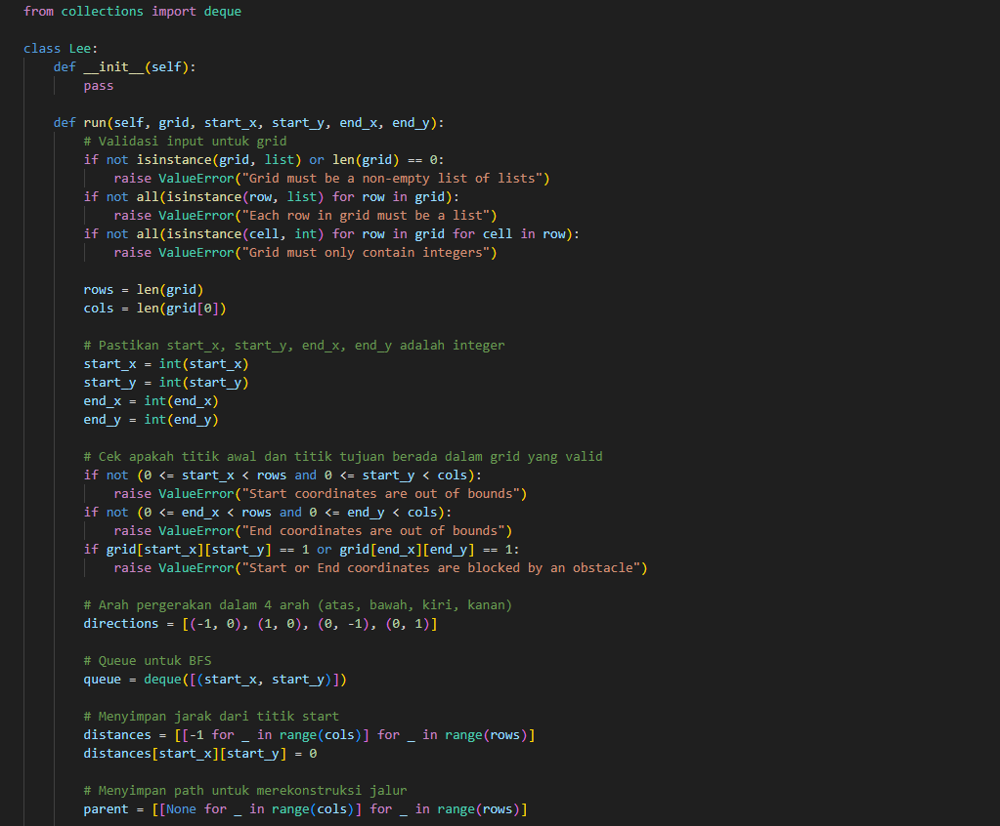 from collections import deque
class Lee:
    def __init__(self):
        pass
    def run(self, grid, start_x, start_y, end_x, end_y):
        # Validasi input untuk grid
        if not isinstance(grid, list) or len(grid) == 0:
            raise ValueError("Grid must be a non-empty list of lists")
        if not all(isinstance(row, list) for row in grid):
            raise ValueError("Each row in grid must be a list")
        if not all(isinstance(cell, int) for row in grid for cell in row):
            raise ValueError("Grid must only contain integers")
        rows = len(grid)
        cols = len(grid[0])
        # Pastikan start_x, start_y, end_x, end_y adalah integer
        start_x = int(start_x)
        start_y = int(start_y)
        end_x = int(end_x)
        end_y = int(end_y)
        # Cek apakah titik awal dan titik tujuan berada dalam grid yang valid
        if not (0 <= start_x < rows and 0 <= start_y < cols):
            raise ValueError("Start coordinates are out of bounds")
        if not (0 <= end_x < rows and 0 <= end_y < cols):
            raise ValueError("End coordinates are out of bounds")
        if grid[start_x][start_y] == 1 or grid[end_x][end_y] == 1:
            raise ValueError("Start or End coordinates are blocked by an obstacle")
        # Arah pergerakan dalam 4 arah (atas, bawah, kiri, kanan)
        directions = [(-1, 0), (1, 0), (0, -1), (0, 1)]
        # Queue untuk BFS
        queue = deque([(start_x, start_y)])
        # Menyimpan jarak dari titik start
        distances = [[-1 for _ in range(cols)] for _ in range(rows)]
        distances[start_x][start_y] = 0
        # Menyimpan path untuk merekonstruksi jalur
        parent = [[None for _ in range(cols)] for _ in range(rows)]